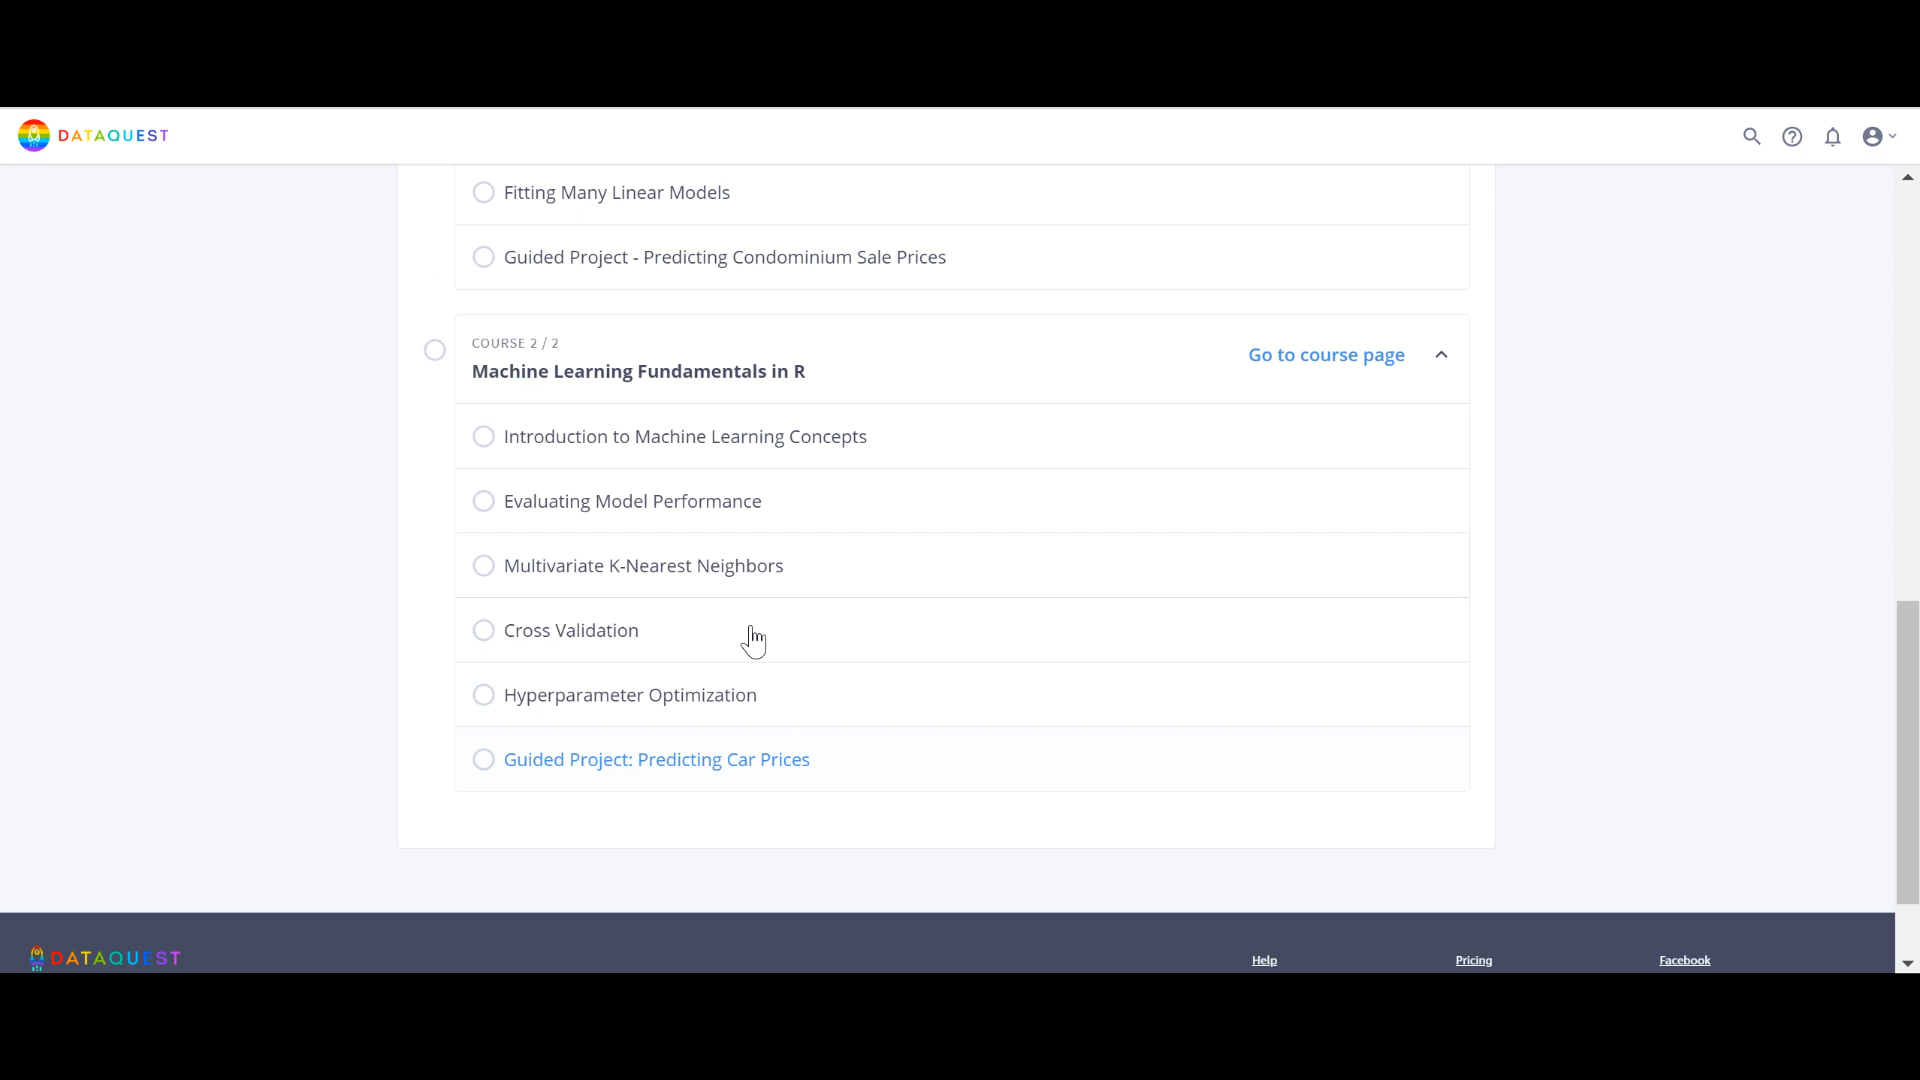 DATAQUEST
Fitting Many Linear Models
Guided Project - Predicting Condominium Sale Prices
COURSE 2 / 2
Machine Learning Fundamentals in R
Go to course page
Introduction to Machine Learning Concepts
Evaluating Model Performance
Multivariate K-Nearest Neighbors
Cross Validation
Hyperparameter Optimization
Guided Project: Predicting Car Prices
DATAQUEST
Help
Pricing
Facebook